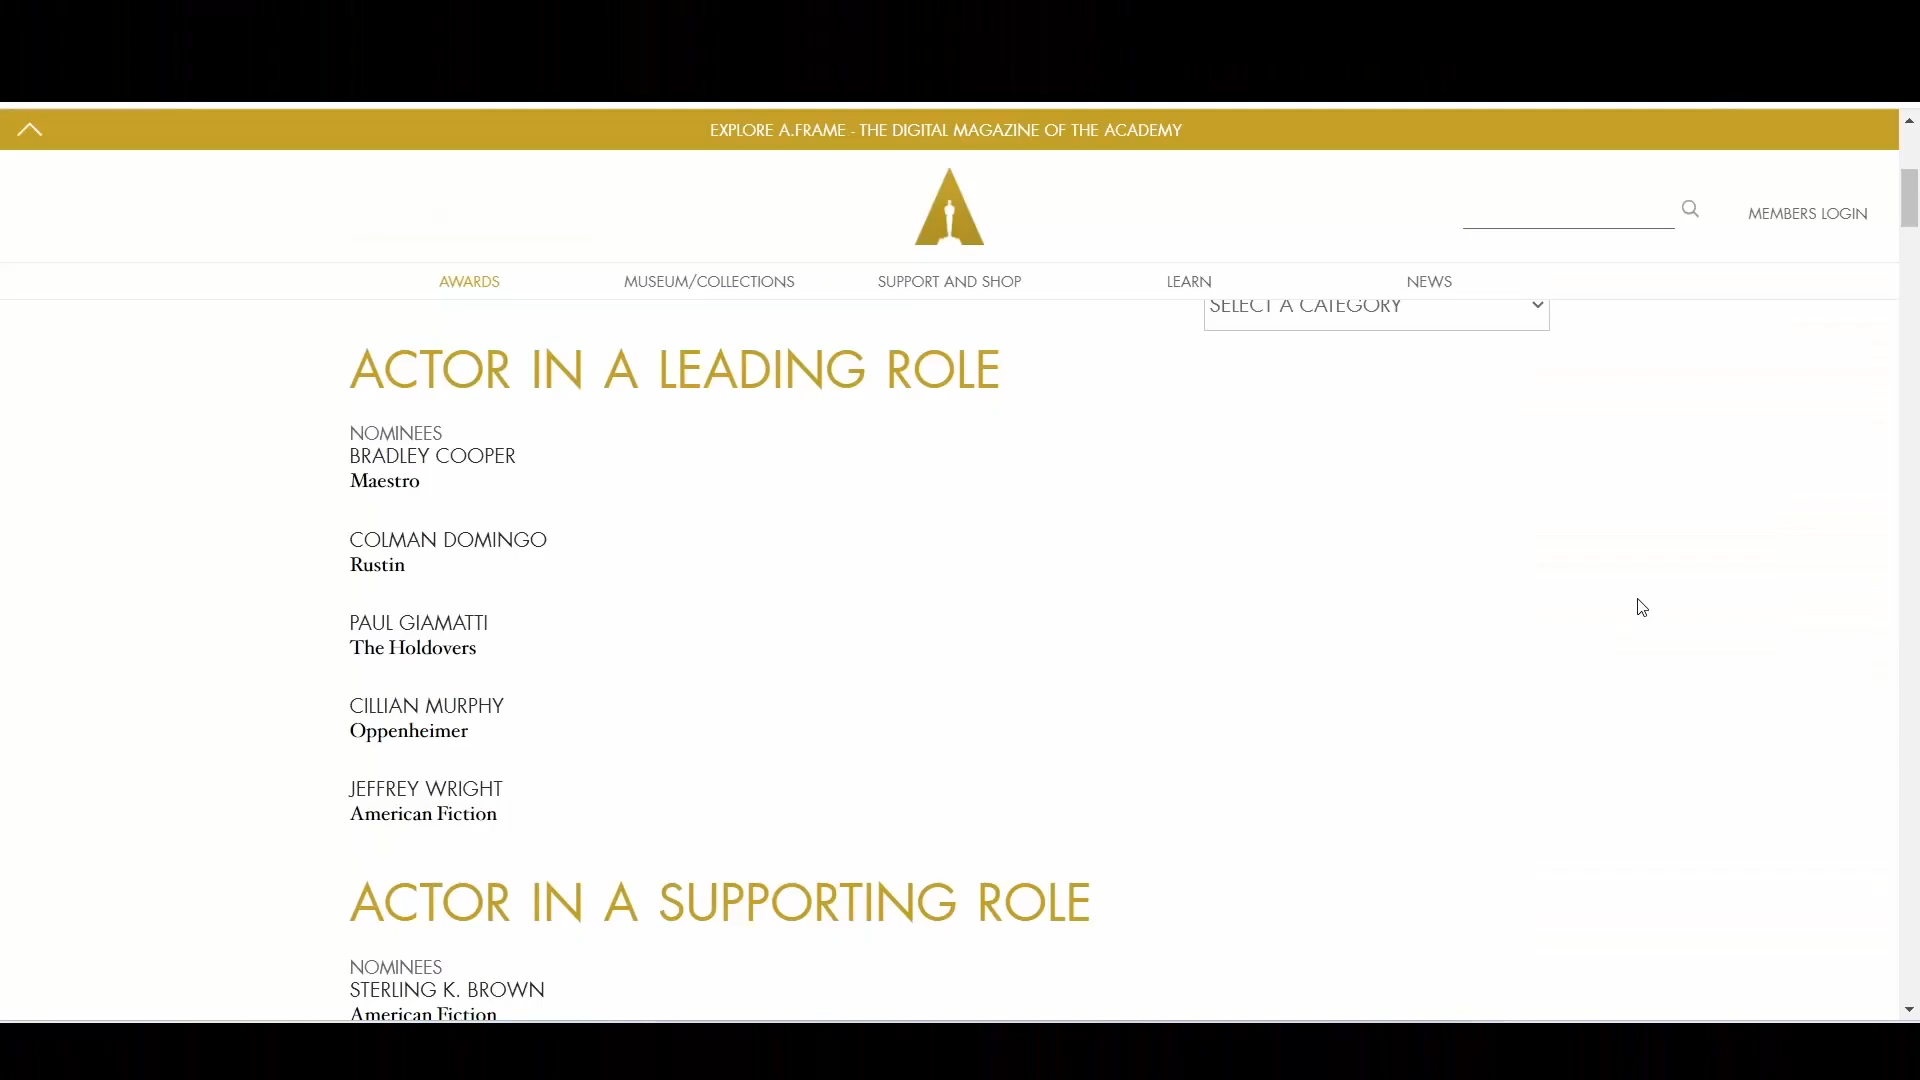 EXPLORE A.FRAME - THE DIGITAL MAGAZINE OF THE ACADEMY
MEMBERS LOGIN
AWARDS
MUSEUM/COLLECTIONS
SUPPORT AND SHOP
LEARN
NEWS
SELECT A CATEGORY
ACTOR IN A LEADING ROLE
NOMINEES
BRADLEY COOPER
Maestro
COLMAN DOMINGO
Rustin
PAUL GIAMATTI
The Holdovers
CILLIAN MURPHY
Oppenheimer
JEFFREY WRIGHT
American Fiction
ACTOR IN A SUPPORTING ROLE
NOMINEES
STERLING K. BROWN
American Fiction